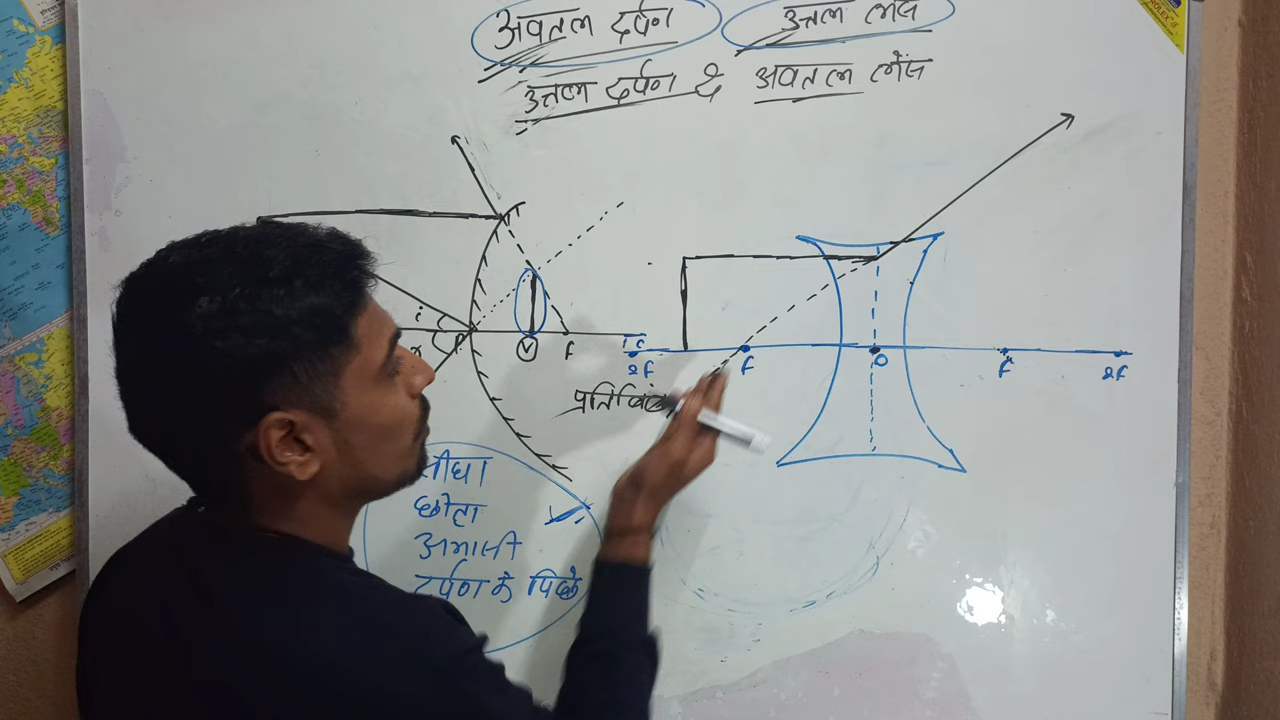 अवतल दर्पण उत्तल लेंस
उत्तल दर्पण & अवतल लेंस
i
r
P
F
2F
F
O
F
2F
प्रतिबिंब
सीधा
छोटा
आभासी
दर्पण के पिछे